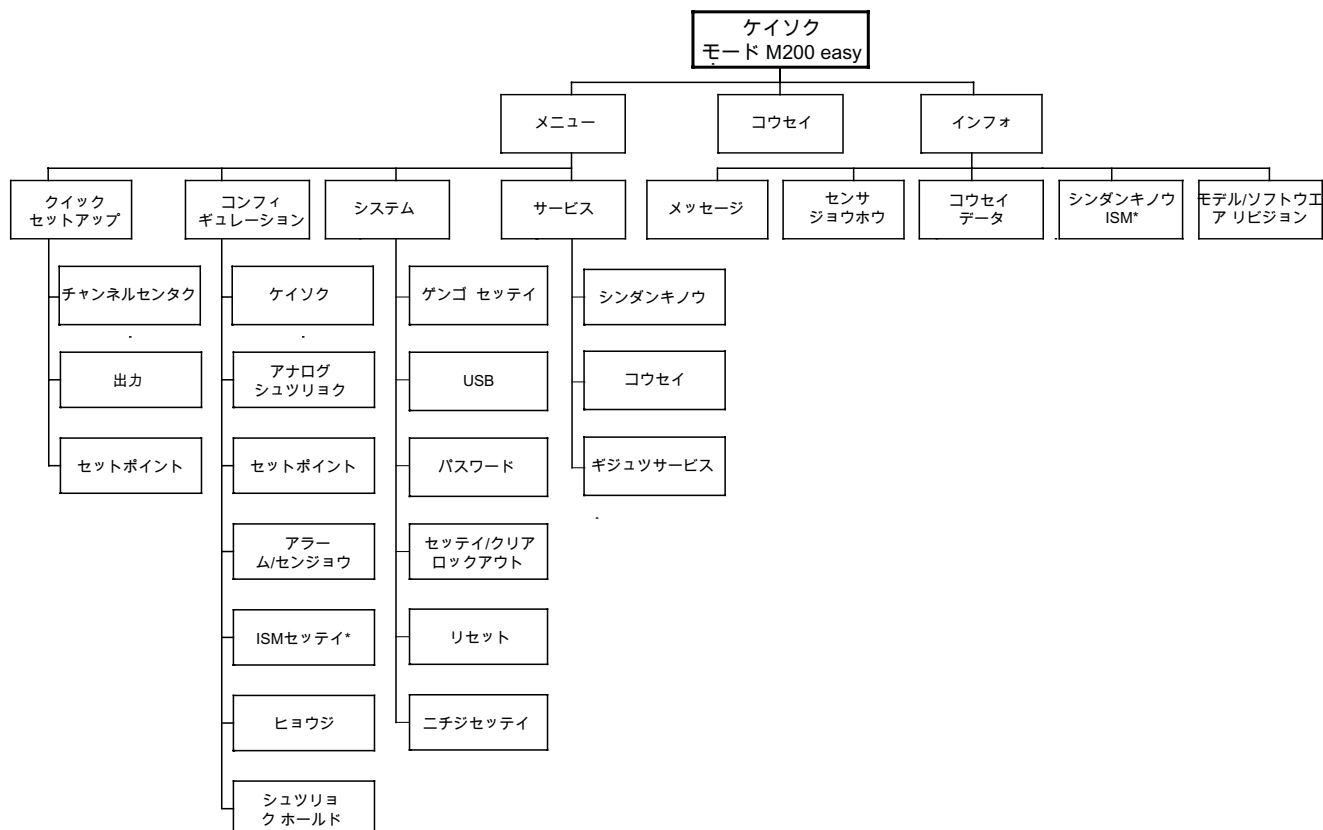 ケイソク
モード M200 easy
メニュー
コウセイ
インフォ
クイック
セットアップ
コンフィ
ギュレーション
システム
サービス
メッセージ
センサ
ジョウホウ
コウセイ
データ
シンダンキノウ
ISM*
モデル/ソフトウエ
ア リビジョン
チャンネルセンタク
ケイソク
ゲンゴ セッテイ
シンダンキノウ
出力
アナログ
シュツリョク
USB
コウセイ
セットポイント
セットポイント
パスワード
ギジュツサービス
アラー
ム/センジョウ
セッテイ/クリア
ロックアウト
ISMセッテイ*
リセット
ヒョウジ
ニチジセッテイ
シュツリョ
ク ホールド